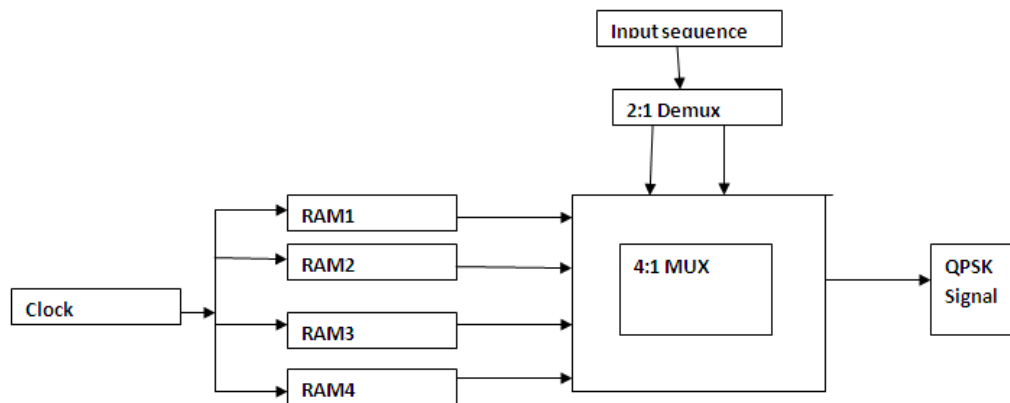 Input sequence
2:1 Demux
RAM1
RAM2
4:1 MUX
QPSK
Signal
Clock
RAM3
RAM4